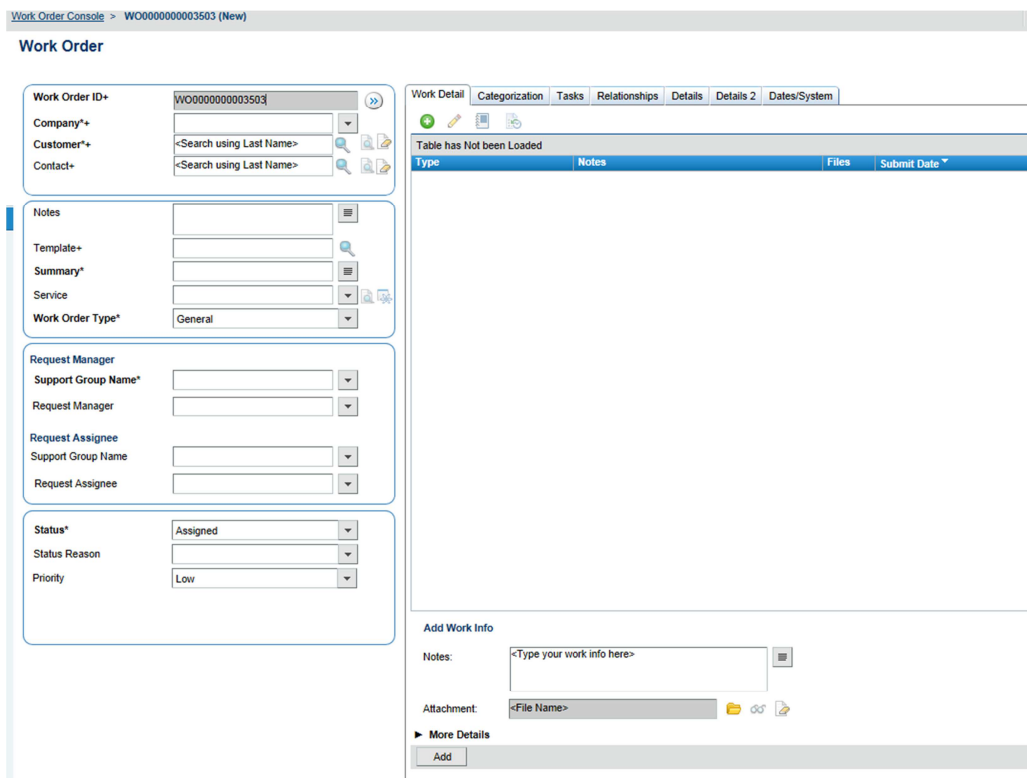 Work Order Console > WO0000000003503 (New)
Work Order
Work Order ID+ WO0000000003503
Company*+
Customer*+ <Search using Last Name>
Contact+ <Search using Last Name>
Notes
Template+
Summary*
Service
Work Order Type* General
Request Manager
Support Group Name*
Request Manager
Request Assignee
Support Group Name
Request Assignee
Status* Assigned
Status Reason
Priority Low
Work Detail Categorization Tasks Relationships Details Details 2 Dates/System
Table has Not been Loaded
Type Notes Files Submit Date
Add Work Info
Notes: <Type your work info here>
Attachment: <File Name>
More Details
Add